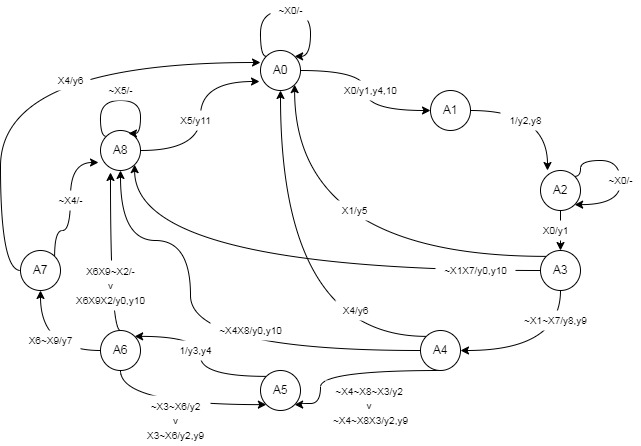 ~X0/-
A0
X4/y6
~X5/-
X0/y1,y4,10
A1
X5/y11
1/y2,y8
A8
~X0/-
A2
~X4/-
X1/y5
X0/y1
A7
X6X9~X2/-
v
X6X9X2/y0,y10
~X1X7/y0,y10
A3
X4/y6
~X1~X7/y8,y9
~X4X8/y0,y10
X6~X9/y7
A6
1/y3,y4
A4
A5
~X4~X8~X3/y2
v
~X4~X8X3/y2,y9
~X3~X6/y2
v
X3~X6/y2,y9